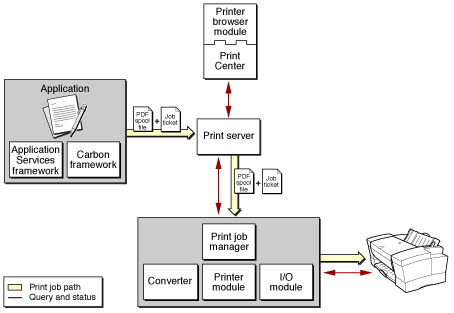 Printer
browser
module
Print
Center
Application
PDF
spool
file
+
Job
ticket
Application
Services
framework
Carbon
framework
Print server
PDF
spool
file
+
Job
ticket
Print job
manager
Converter
Printer
module
I/O
module
Print job path
Query and status